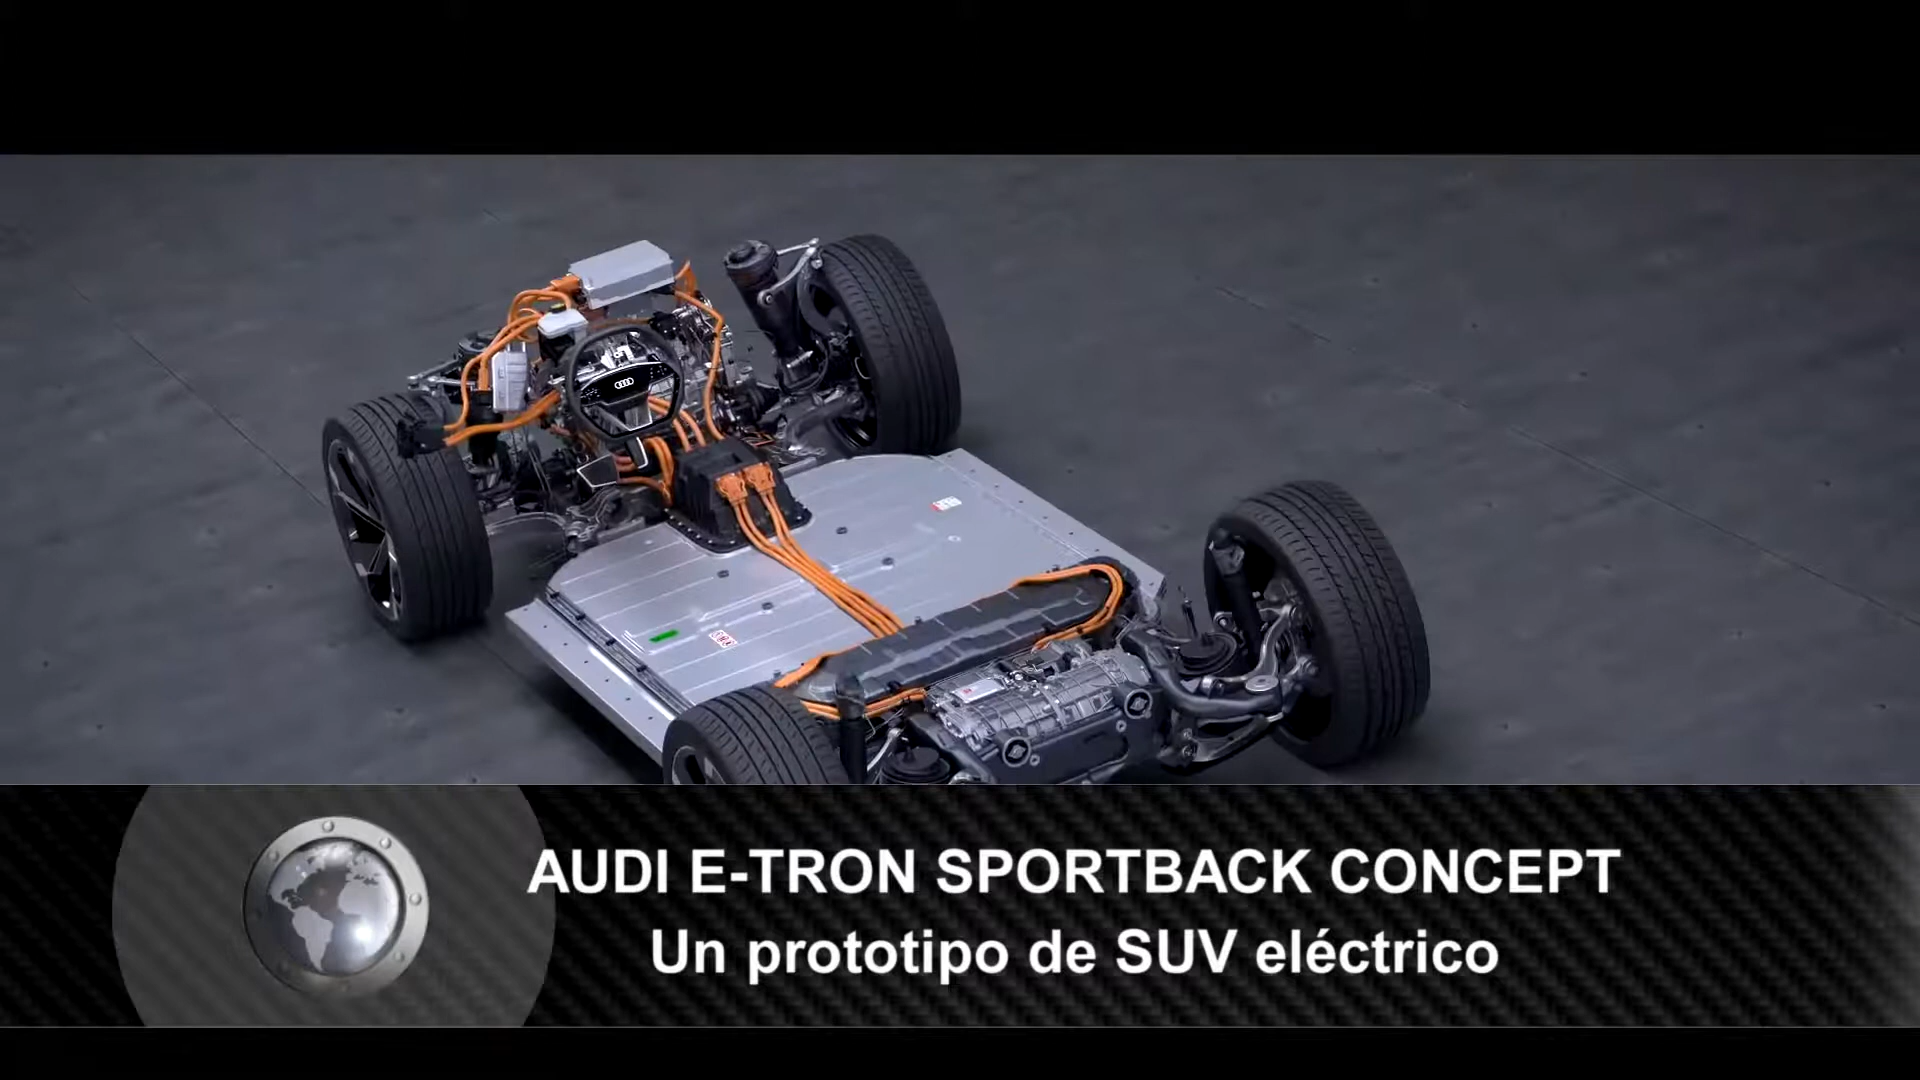 AUDI E-TRON SPORTBACK CONCEPT
Un prototipo de SUV eléctrico